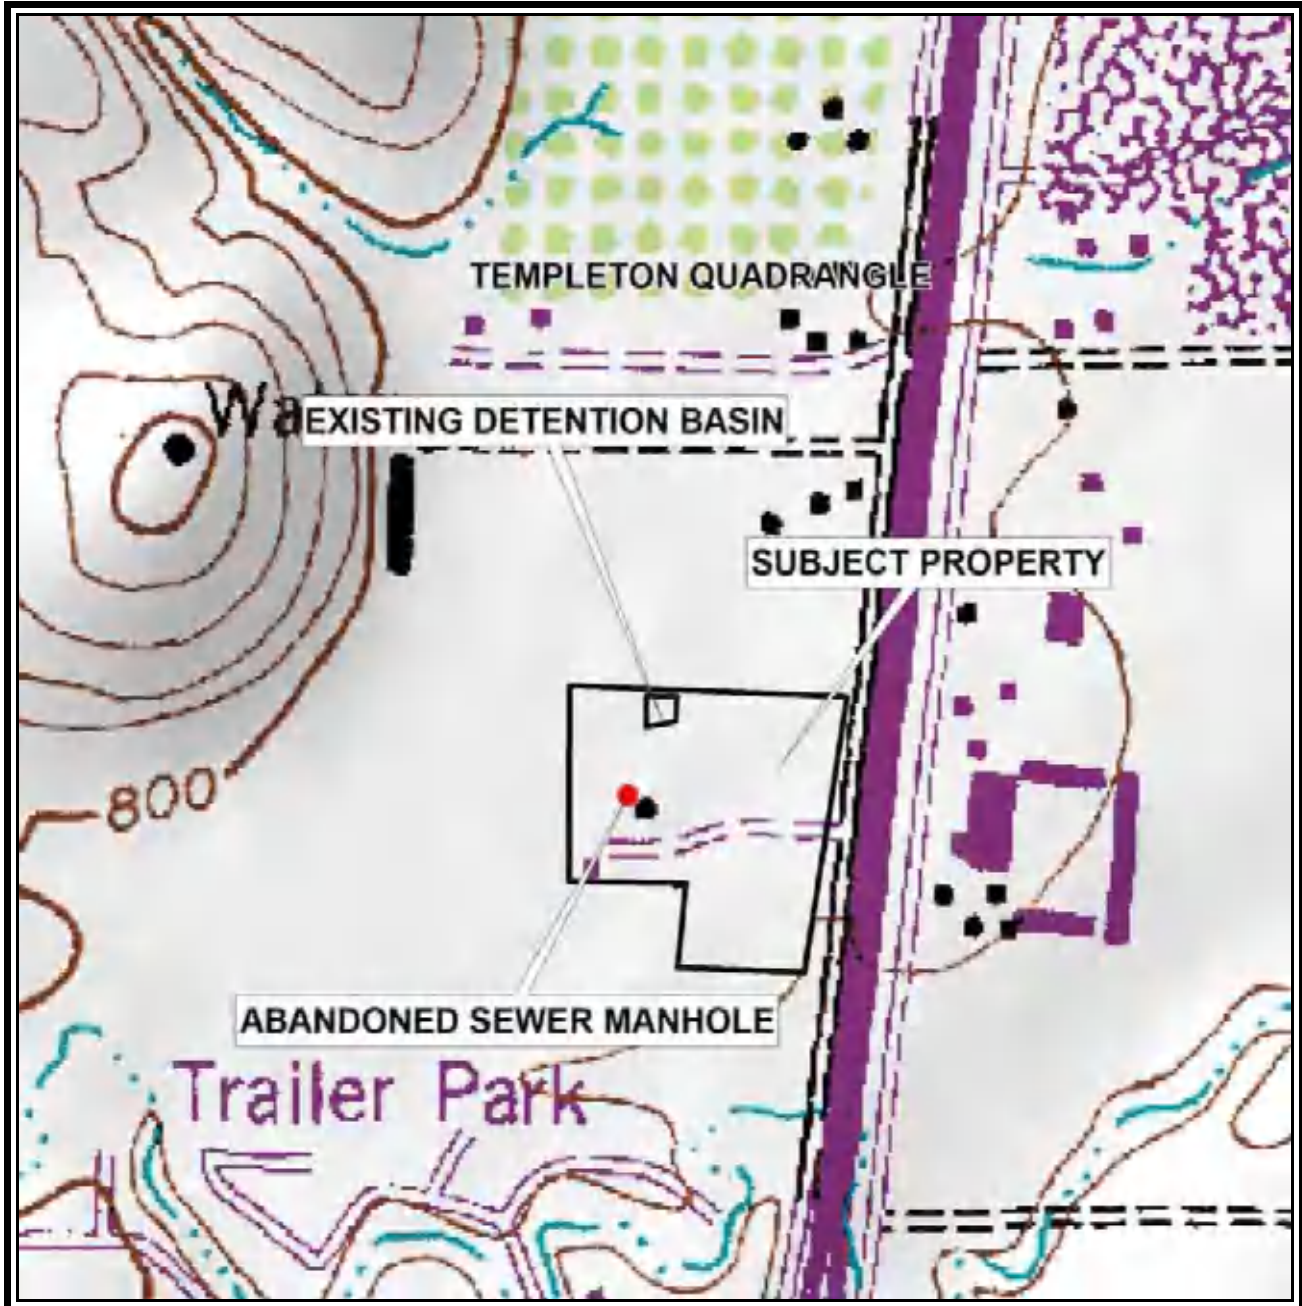 TEMPLETON QUADRANGLE
Wa
EXISTING DETENTION BASIN
SUBJECT PROPERTY
800
ABANDONED SEWER MANHOLE
Trailer Park